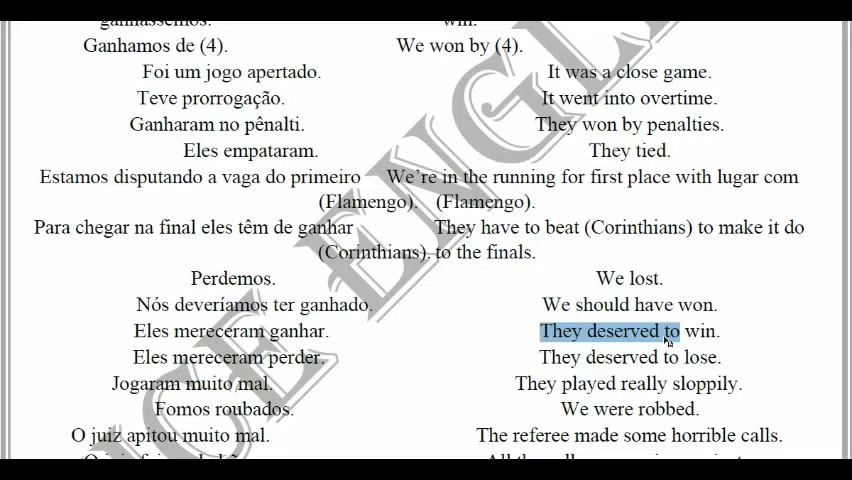 ganhássemos. win.
Ganhamos de (4). We won by (4).
Foi um jogo apertado. It was a close game.
Teve prorrogação. It went into overtime.
Ganharam no pênalti. They won by penalties.
Eles empataram. They tied.
Estamos disputando a vaga do primeiro We’re in the running for first place with lugar com
(Flamengo). (Flamengo).
Para chegar na final eles têm de ganhar They have to beat (Corinthians) to make it do
(Corinthians). to the finals.
Perdemos. We lost.
Nós deveríamos ter ganhado. We should have won.
Eles mereceram ganhar. They deserved to win.
Eles mereceram perder. They deserved to lose.
Jogaram muito mal. They played really sloppily.
Fomos roubados. We were robbed.
O juiz apitou muito mal. The referee made some horrible calls.